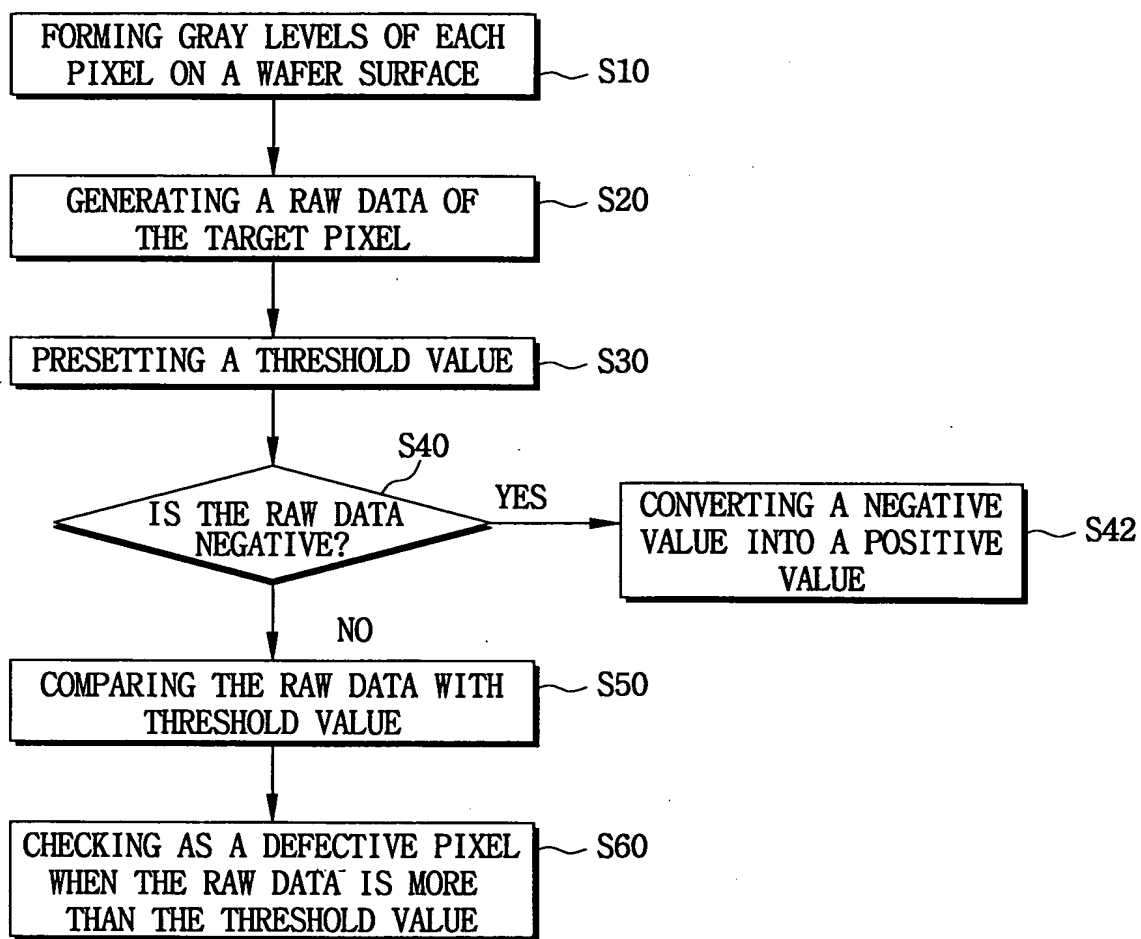 FORMING GRAY LEVELS OF EACH
PIXEL ON A WAFER SURFACE
S10
GENERATING A RAW DATA OF
THE TARGET PIXEL
S20
PRESETTING A THRESHOLD VALUE
S30
S40
IS THE RAW DATA
NEGATIVE?
YES
CONVERTING A NEGATIVE
VALUE INTO A POSITIVE
VALUE
S42
NO
COMPARING THE RAW DATA WITH
THRESHOLD VALUE
S50
CHECKING AS A DEFECTIVE PIXEL
WHEN THE RAW DATA IS MORE
THAN THE THRESHOLD VALUE
S60